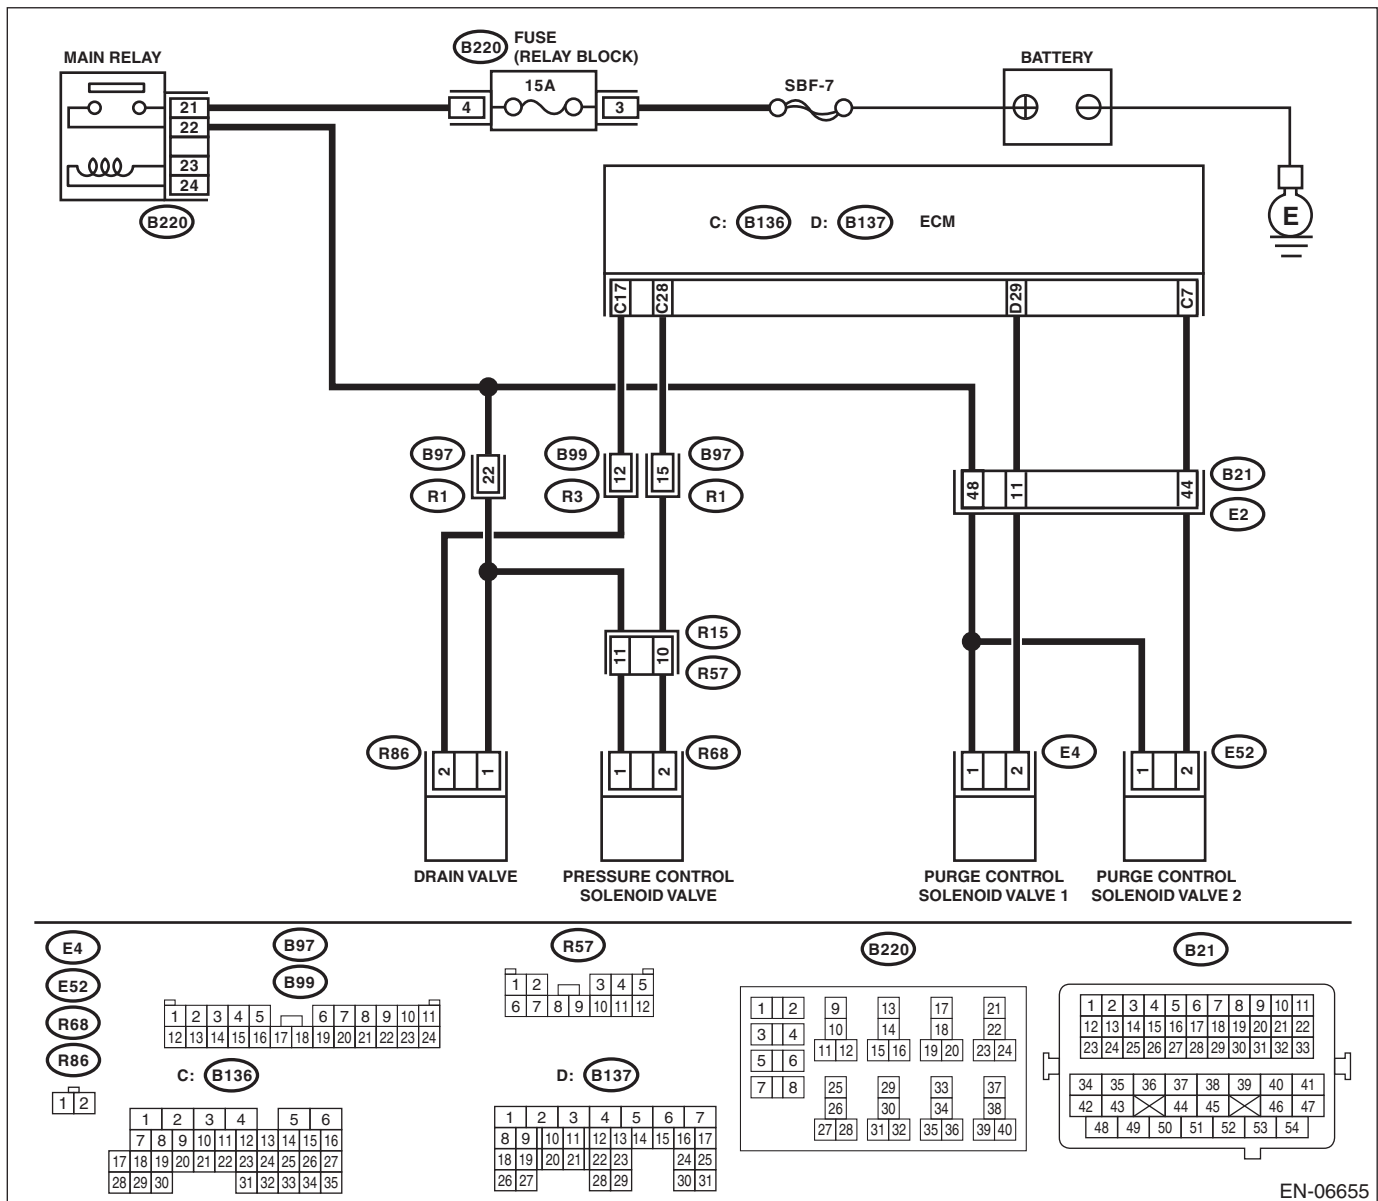 B220 FUSE
(RELAY BLOCK)
MAIN RELAY
BATTERY
15A
SBF-7
21
4
3
22
23
24
B220
E
C: B136 D: B137 ECM
C17 C28 D29 C7
B97 B99 B97 B21
22 12 15 48 11 44
R1 R3 R1 E2
R15
11 10
R57
R86 R68 E4 E52
2 1 1 2 1 2 1 2
DRAIN VALVE
PRESSURE CONTROL
SOLENOID VALVE
PURGE CONTROL
SOLENOID VALVE 1
PURGE CONTROL
SOLENOID VALVE 2
E4
E52
R68
R86
1 2
B97
B99
1 2 3 4 5 6 7 8 9 10 11
12 13 14 15 16 17 18 19 20 21 22 23 24
R57
1 2 3 4 5
6 7 8 9 10 11 12
C: B136
1 2 3 4 5 6
7 8 9 10 11 12 13 14 15 16
17 18 19 20 21 22 23 24 25 26 27
28 29 30 31 32 33 34 35
D: B137
1 2 3 4 5 6 7
8 9 10 11 12 13 14 15 16 17
18 19 20 21 22 23 24 25
26 27 28 29 30 31
B220
1 2 9 13 17 21
3 4 10 14 18 22
5 6 11 12 15 16 19 20 23 24
7 8 25 29 33 37
26 30 34 38
27 28 31 32 35 36 39 40
B21
1 2 3 4 5 6 7 8 9 10 11
12 13 14 15 16 17 18 19 20 21 22
23 24 25 26 27 28 29 30 31 32 33
34 35 36 37 38 39 40 41
42 43 44 45 46 47
48 49 50 51 52 53 54
EN-06655